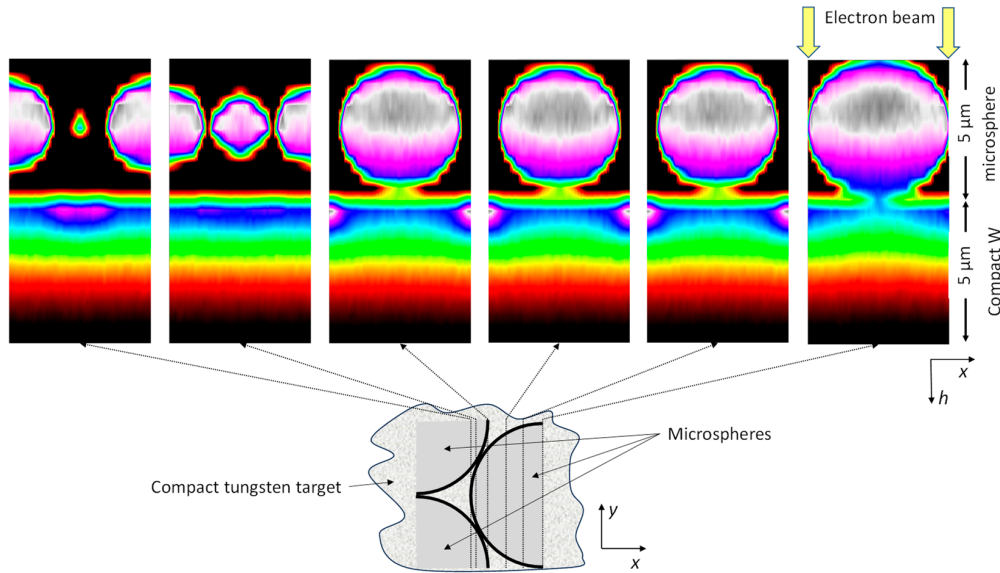 Electron beam
5 µm
microsphere
5 µm
Compact W
x
h
Microspheres
Compact tungsten target
y
x